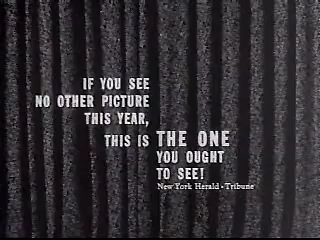 IF YOU SEE
NO OTHER PICTURE
THIS YEAR,
THIS IS THE ONE
YOU OUGHT
TO SEE!
New York Herald - Tribune